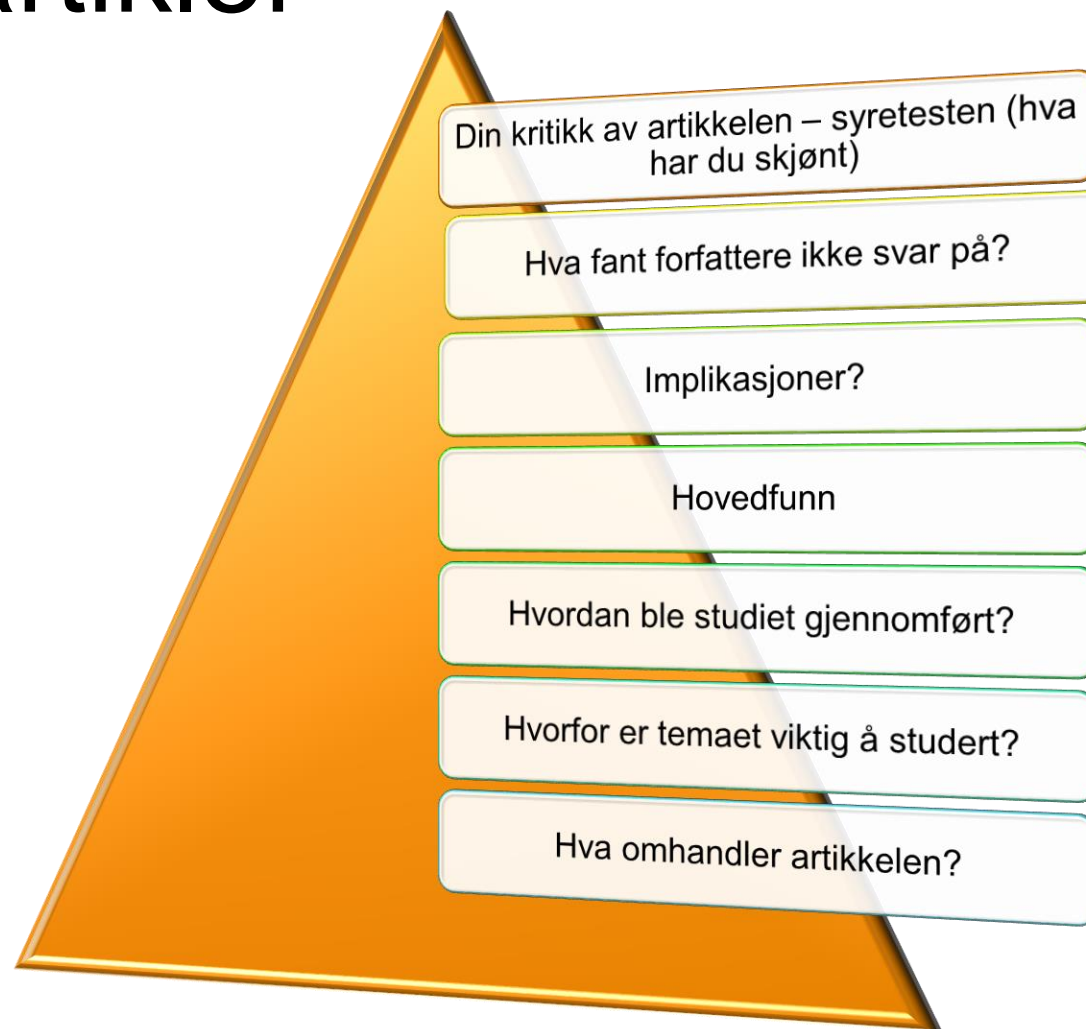 Din kritikk av artikkelen – syretesten (hva
har du skjønt)
Hva fant forfattere ikke svar på?
Implikasjoner?
Hovedfunn
Hvordan ble studiet gjennomført?
Hvorfor er temaet viktig å studert?
Hva omhandler artikkelen?